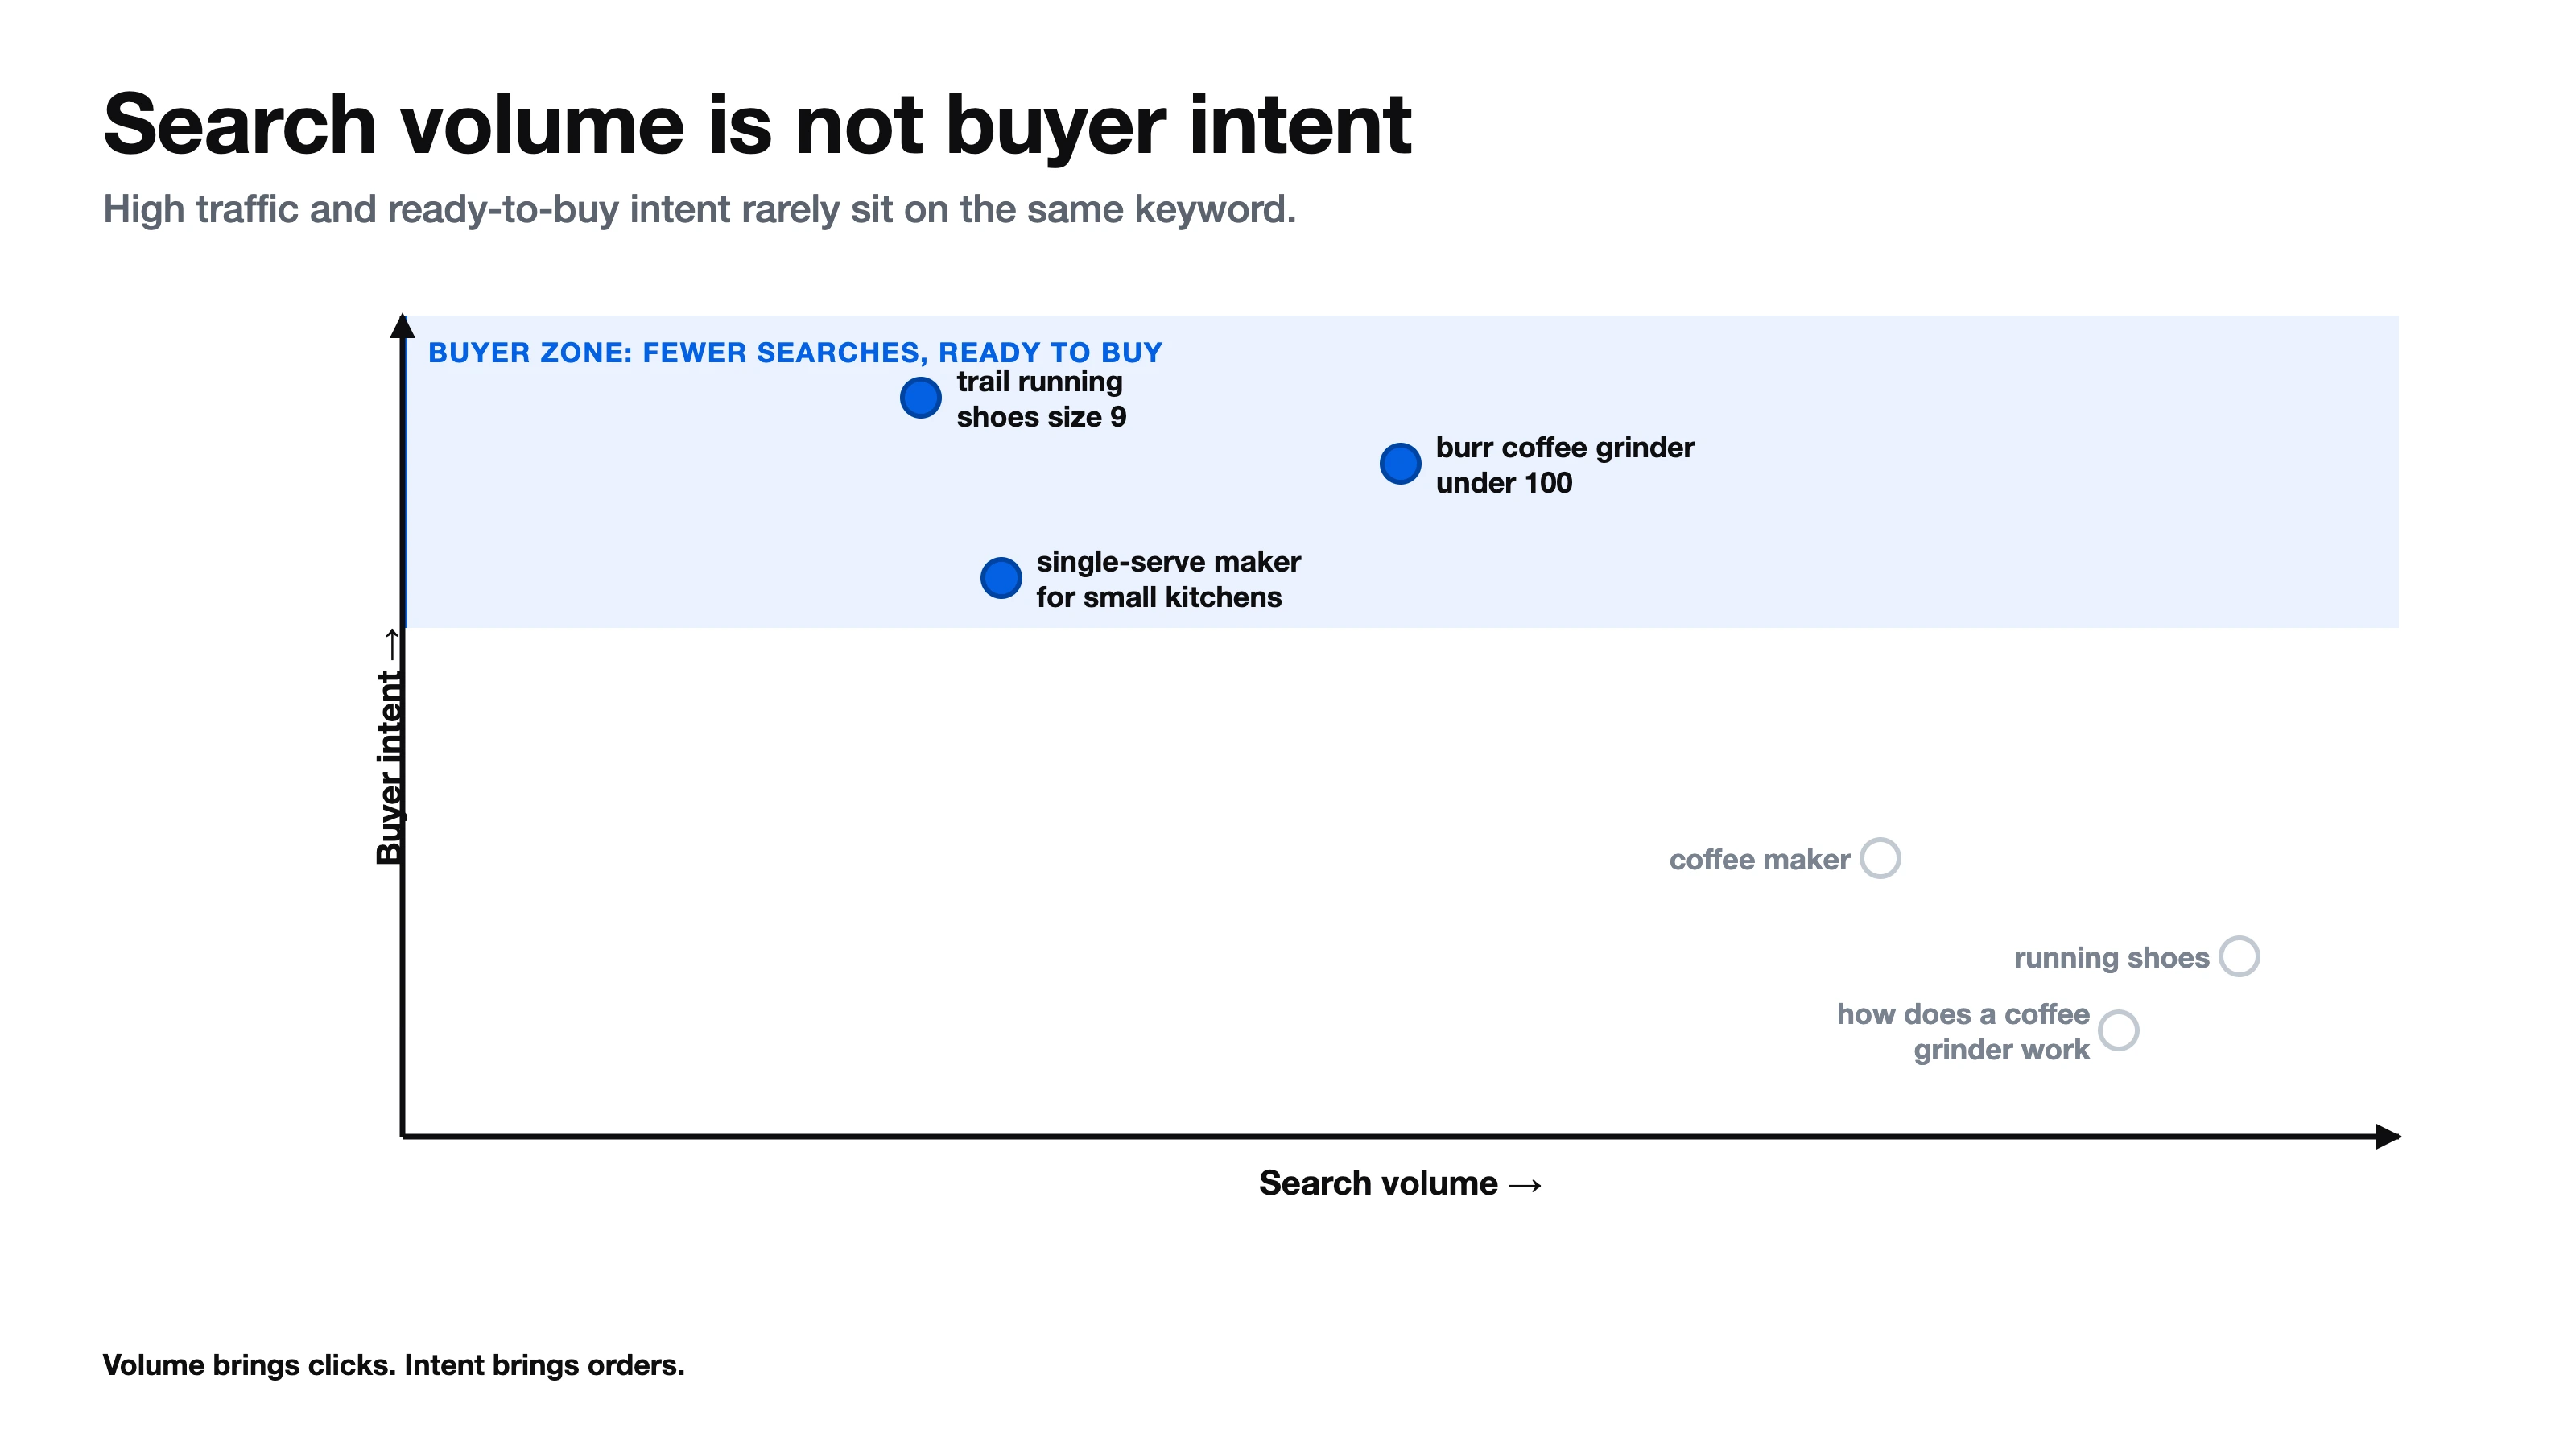 Search volume is not buyer intent
High traffic and ready-to-buy intent rarely sit on the same keyword.
BUYER ZONE: FEWER SEARCHES, READY TO BUY
trail running
shoes size 9
burr coffee grinder
under 100
single-serve maker
for small kitchens
Buyer intent →
coffee maker
running shoes
how does a coffee
grinder work
Search volume →
Volume brings clicks. Intent brings orders.